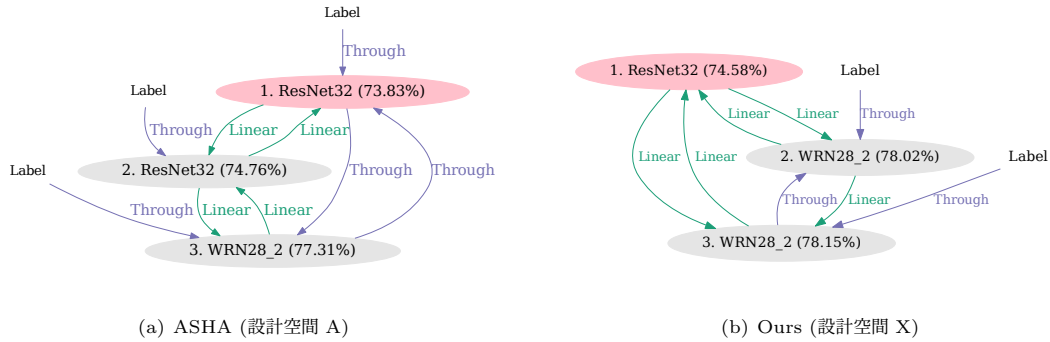 Label
Through
1. ResNet32 (73.83%)
Label
Through
Linear
Linear
Label
2. ResNet32 (74.76%)
Through
Through
Through
Linear
Linear
3. WRN28_2 (77.31%)
(a) ASHA (設計空間 A)
1. ResNet32 (74.58%)
Label
Linear
Linear
Through
Linear
Linear
2. WRN28_2 (78.02%)
Label
Through
Linear
Through
3. WRN28_2 (78.15%)
(b) Ours (設計空間 X)